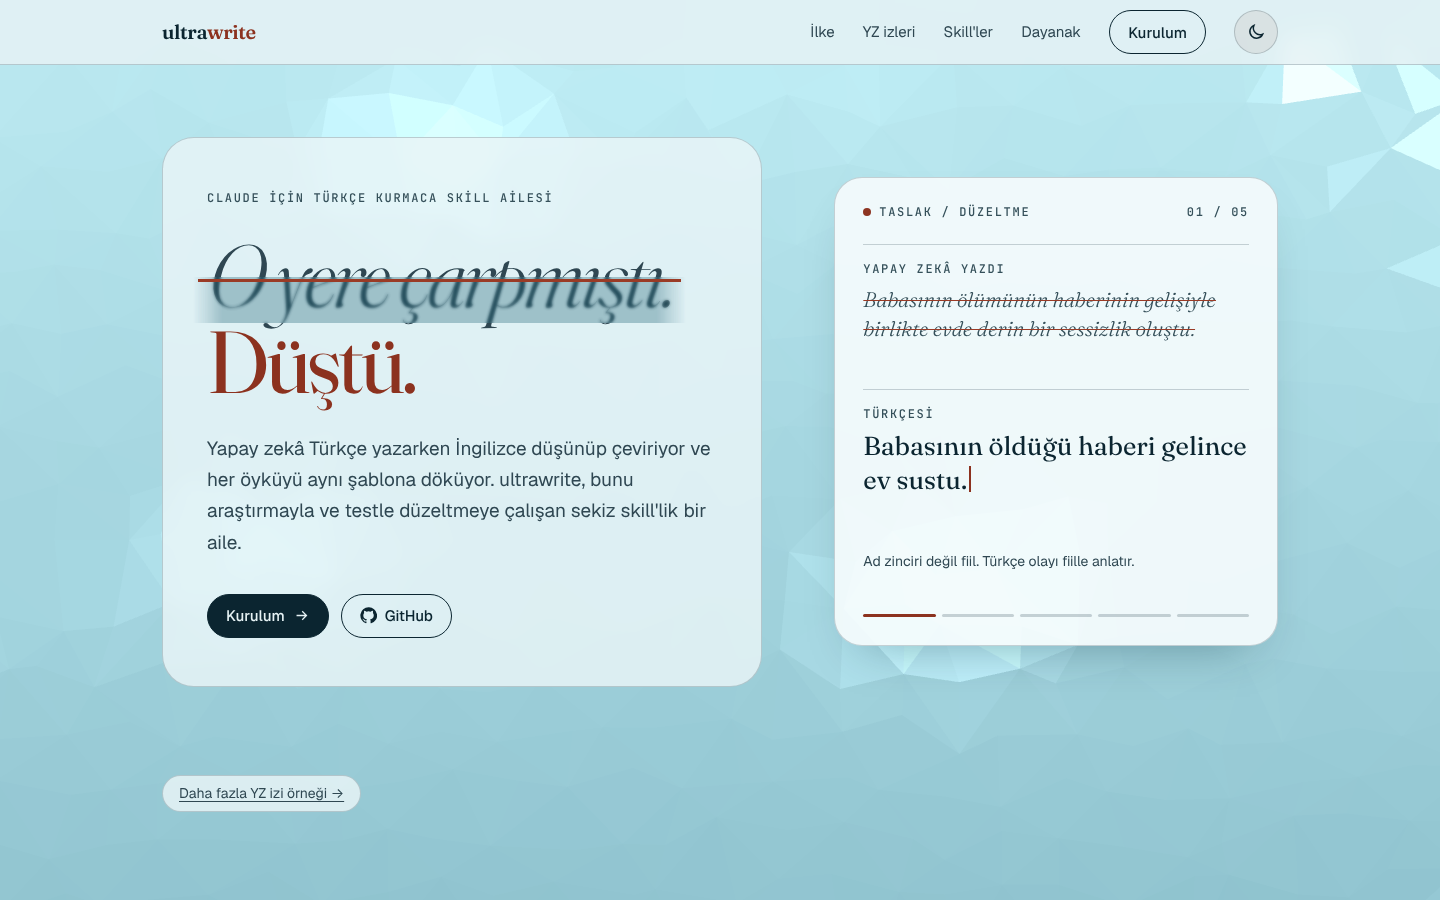 ultrawrite
İlke
YZ izleri
Skill'ler
Dayanak
Kurulum
CLAUDE İÇİN TÜRKÇE KURMACA SKİLL AİLESİ
O yere çarpmıştı.
Düştü.
Yapay zekâ Türkçe yazarken İngilizce düşünüp çeviriyor ve
her öyküyü aynı şablona döküyor. ultrawrite, bunu
araştırmayla ve testle düzeltmeye çalışan sekiz skill'lik bir
aile.
Kurulum →
GitHub
TASLAK / DÜZELTME
01 / 05
YAPAY ZEKÂ YAZDI
Babasının ölümünün haberinin gelişiyle
birlikte evde derin bir sessizlik oluştu.
TÜRKÇESİ
Babasının öldüğü haberi gelince
ev sustu.
Ad zinciri değil fiil. Türkçe olayı fiille anlatır.
Daha fazla YZ izi örneği →